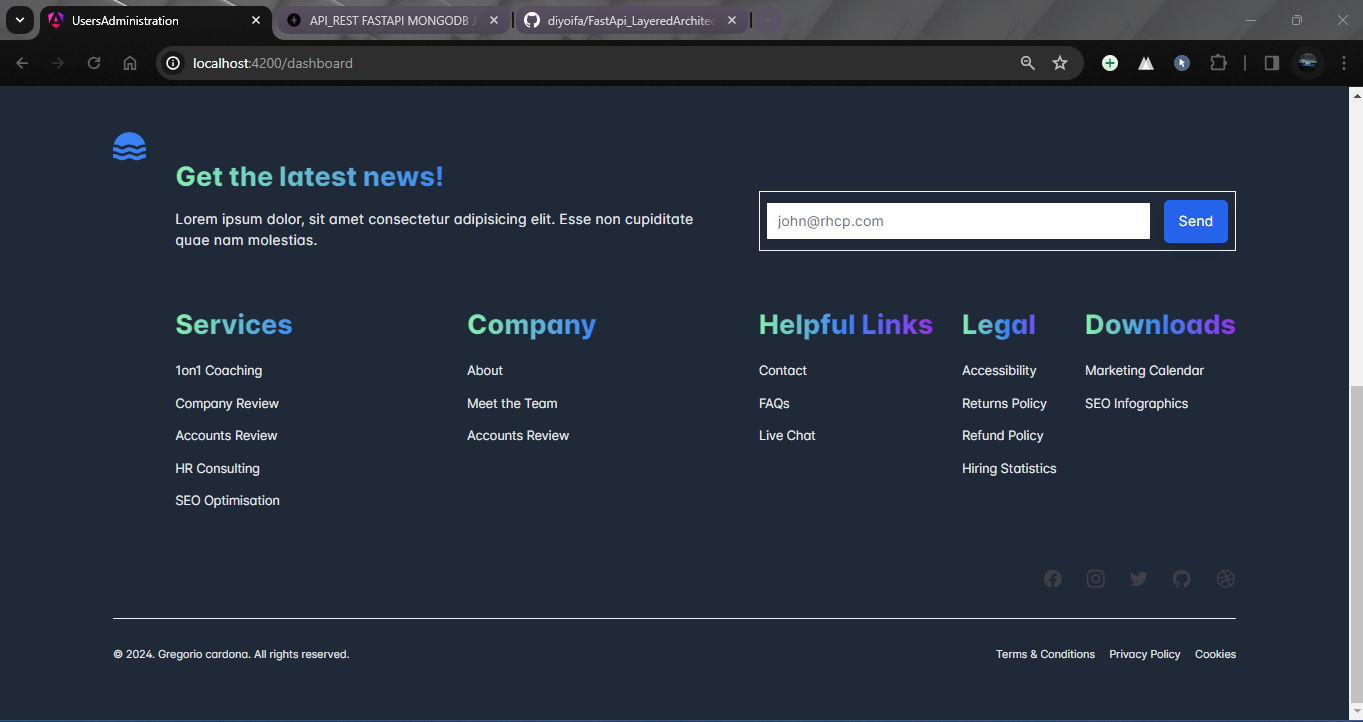 UsersAdministration
API_REST FASTAPI MONGODB
diyoifa/FastApi_LayeredArchitec
localhost:4200/dashboard
Get the latest news!
Lorem ipsum dolor, sit amet consectetur adipisicing elit. Esse non cupiditate
quae nam molestias.
john@rhcp.com
Send
Services
1on1 Coaching
Company Review
Accounts Review
HR Consulting
SEO Optimisation
Company
About
Meet the Team
Accounts Review
Helpful Links
Contact
FAQs
Live Chat
Legal
Accessibility
Returns Policy
Refund Policy
Hiring Statistics
Downloads
Marketing Calendar
SEO Infographics
© 2024. Gregorio cardona. All rights reserved.
Terms & Conditions Privacy Policy Cookies